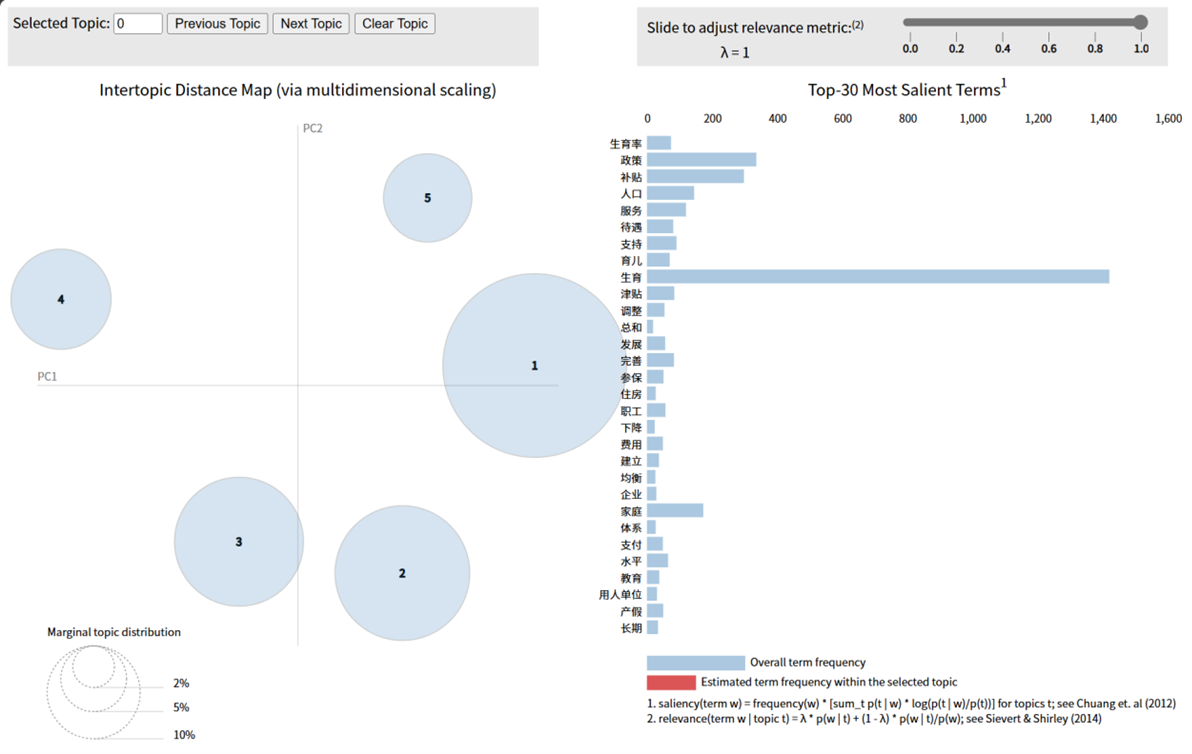 Selected Topic: 0 Previous Topic Next Topic Clear Topic
Slide to adjust relevance metric:(2)
λ = 1
0.0 0.2 0.4 0.6 0.8 1.0
Intertopic Distance Map (via multidimensional scaling)
PC2
PC1
5
4
1
3
2
Marginal topic distribution
2%
5%
10%
Top-30 Most Salient Terms1
0 200 400 600 800 1,000 1,200 1,400 1,600
生育率
政策
补贴
人口
服务
待遇
支持
育儿
生育
津贴
调整
总和
发展
完善
参保
住房
职工
下降
费用
建立
均衡
企业
家庭
体系
支付
水平
教育
用人单位
产假
长期
Overall term frequency
Estimated term frequency within the selected topic
1. saliency(term w) = frequency(w) * [sum_t p(t | w) * log(p(t | w)/p(t))] for topics t; see Chuang et. al (2012)
2. relevance(term w | topic t) = λ * p(w | t) + (1 - λ) * p(w | t)/p(w); see Sievert & Shirley (2014)